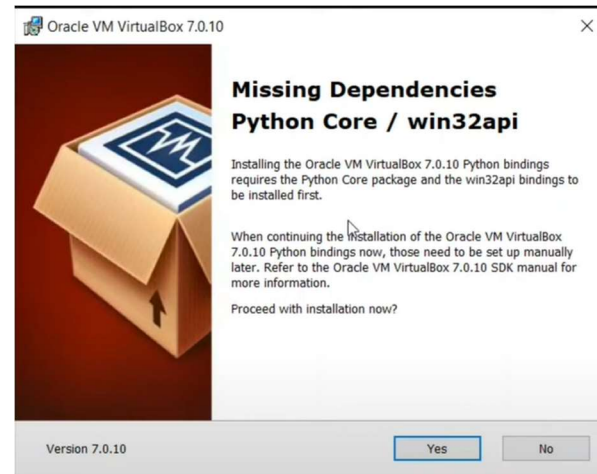 Oracle VM VirtualBox 7.0.10
Missing Dependencies
Python Core / win32api
Installing the Oracle VM VirtualBox 7.0.10 Python bindings
requires the Python Core package and the win32api bindings to
be installed first.
When continuing the installation of the Oracle VM VirtualBox
7.0.10 Python bindings now, those need to be set up manually
later. Refer to the Oracle VM VirtualBox 7.0.10 SDK manual for
more information.
Proceed with installation now?
Version 7.0.10
Yes
No